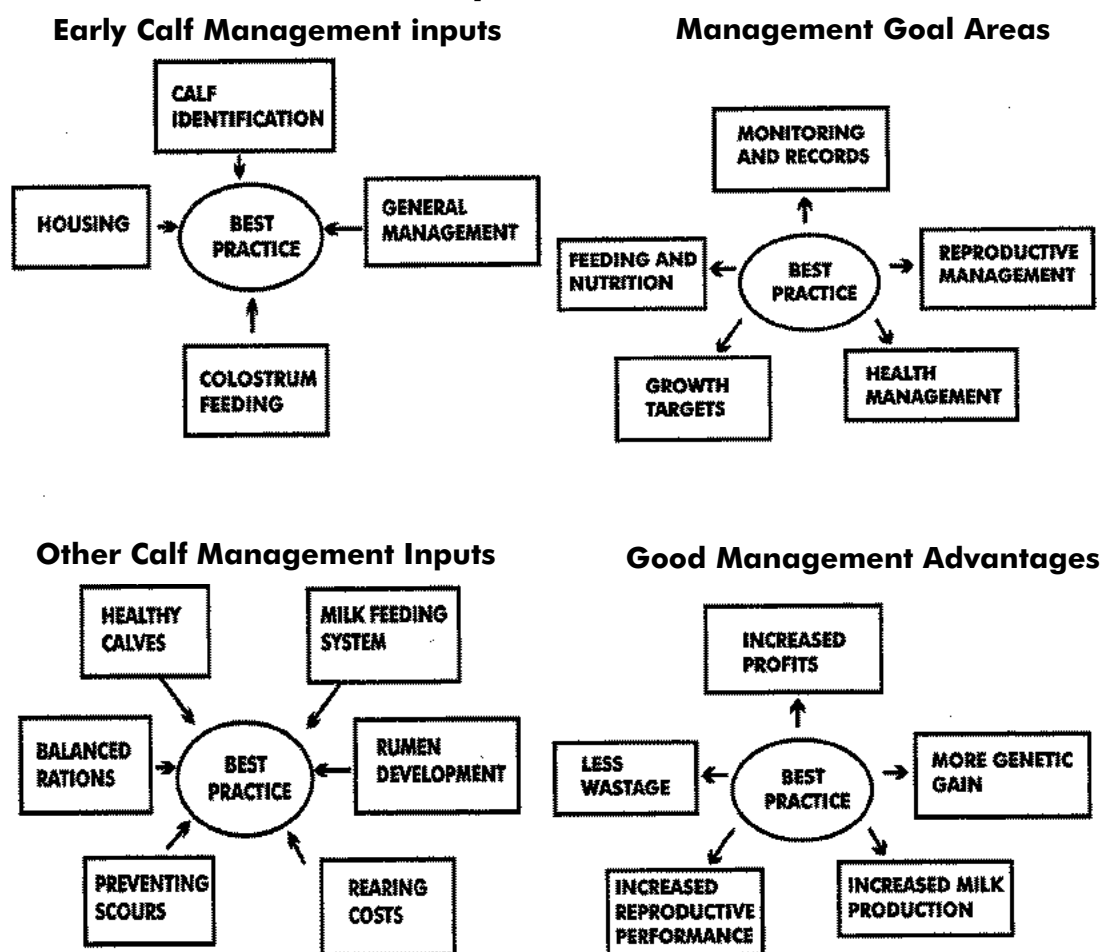 Early Calf Management inputs
CALF
IDENTIFICATION
HOUSING
BEST
PRACTICE
GENERAL
MANAGEMENT
COLOSTRUM
FEEDING
Management Goal Areas
MONITORING
AND RECORDS
FEEDING AND
NUTRITION
BEST
PRACTICE
REPRODUCTIVE
MANAGEMENT
GROWTH
TARGETS
HEALTH
MANAGEMENT
Other Calf Management Inputs
HEALTHY
CALVES
MILK FEEDING
SYSTEM
BALANCED
RATIONS
BEST
PRACTICE
RUMEN
DEVELOPMENT
PREVENTING
SCOURS
REARING
COSTS
Good Management Advantages
INCREASED
PROFITS
LESS
WASTAGE
BEST
PRACTICE
MORE GENETIC
GAIN
INCREASED
REPRODUCTIVE
PERFORMANCE
INCREASED MILK
PRODUCTION